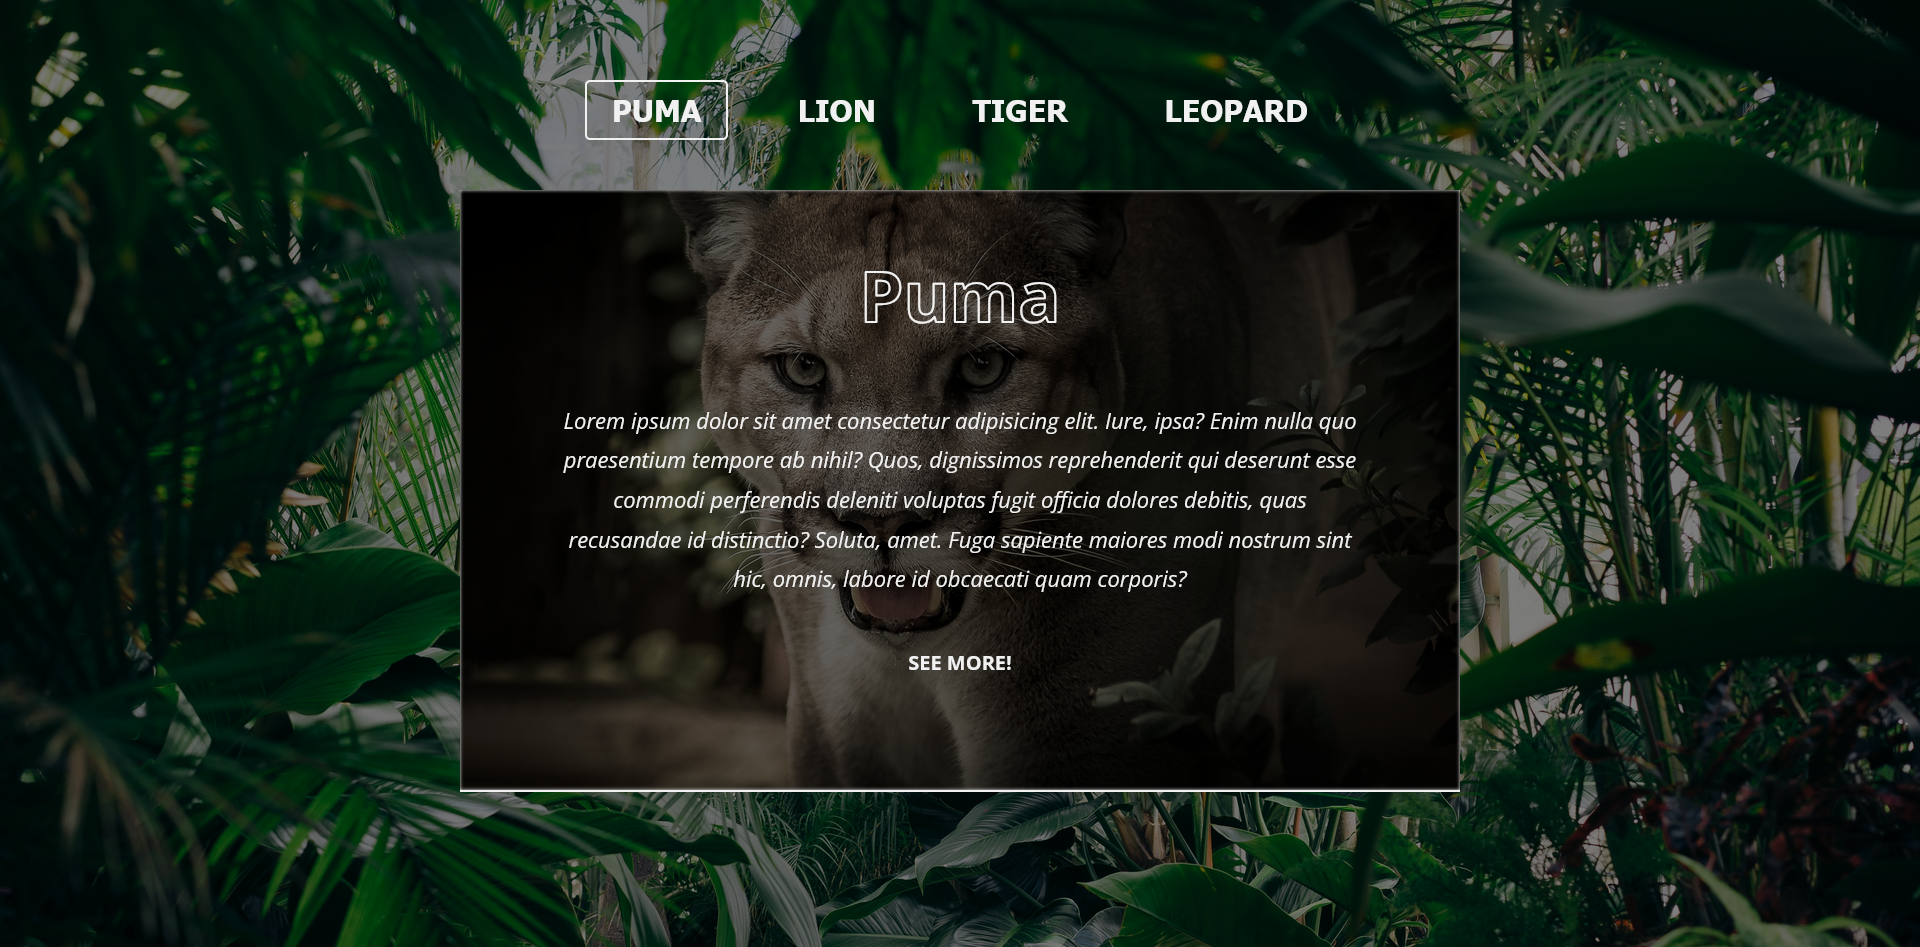 PUMA LION TIGER LEOPARD
Puma
Lorem ipsum dolor sit amet consectetur adipisicing elit. Iure, ipsa? Enim nulla quo
praesentium tempore ab nihil? Quos, dignissimos reprehenderit qui deserunt esse
commodi perferendis deleniti voluptas fugit officia dolores debitis, quas
recusandae id distinctio? Soluta, amet. Fuga sapiente maiores modi nostrum sint
hic, omnis, labore id obcaecati quam corporis?
SEE MORE!